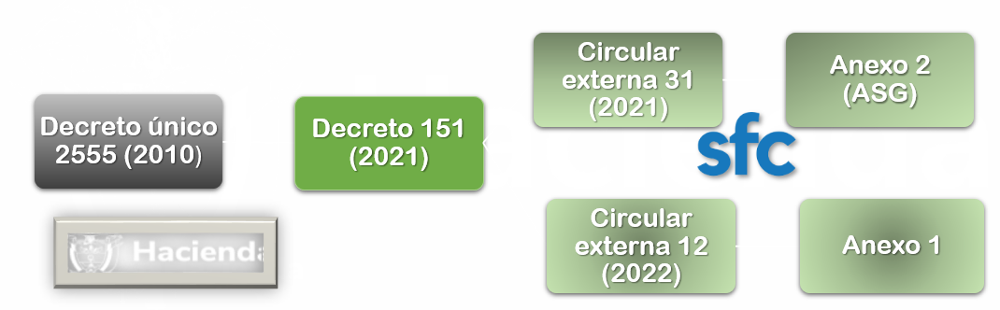 Decreto único
2555 (2010)
Hacienda
Decreto 151
(2021)
Circular
externa 31
(2021)
Anexo 2
(ASG)
sfc
Circular
externa 12
(2022)
Anexo 1